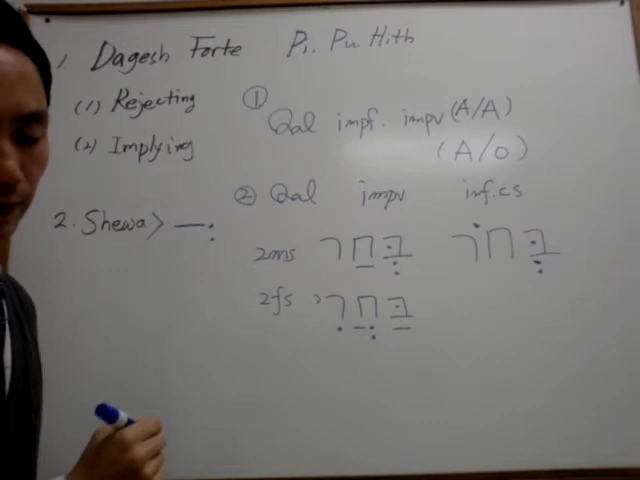 1, Dagesh Forte Pi. Pu. Hith
(1) Rejecting ① Qal impf. impv (A/A)
(2) Implying (A/O)
② Qal impv inf.cs
2. Shewa > ֲ
2ms בְּחַר בְּחֹר
2fs בַּחֲרִי